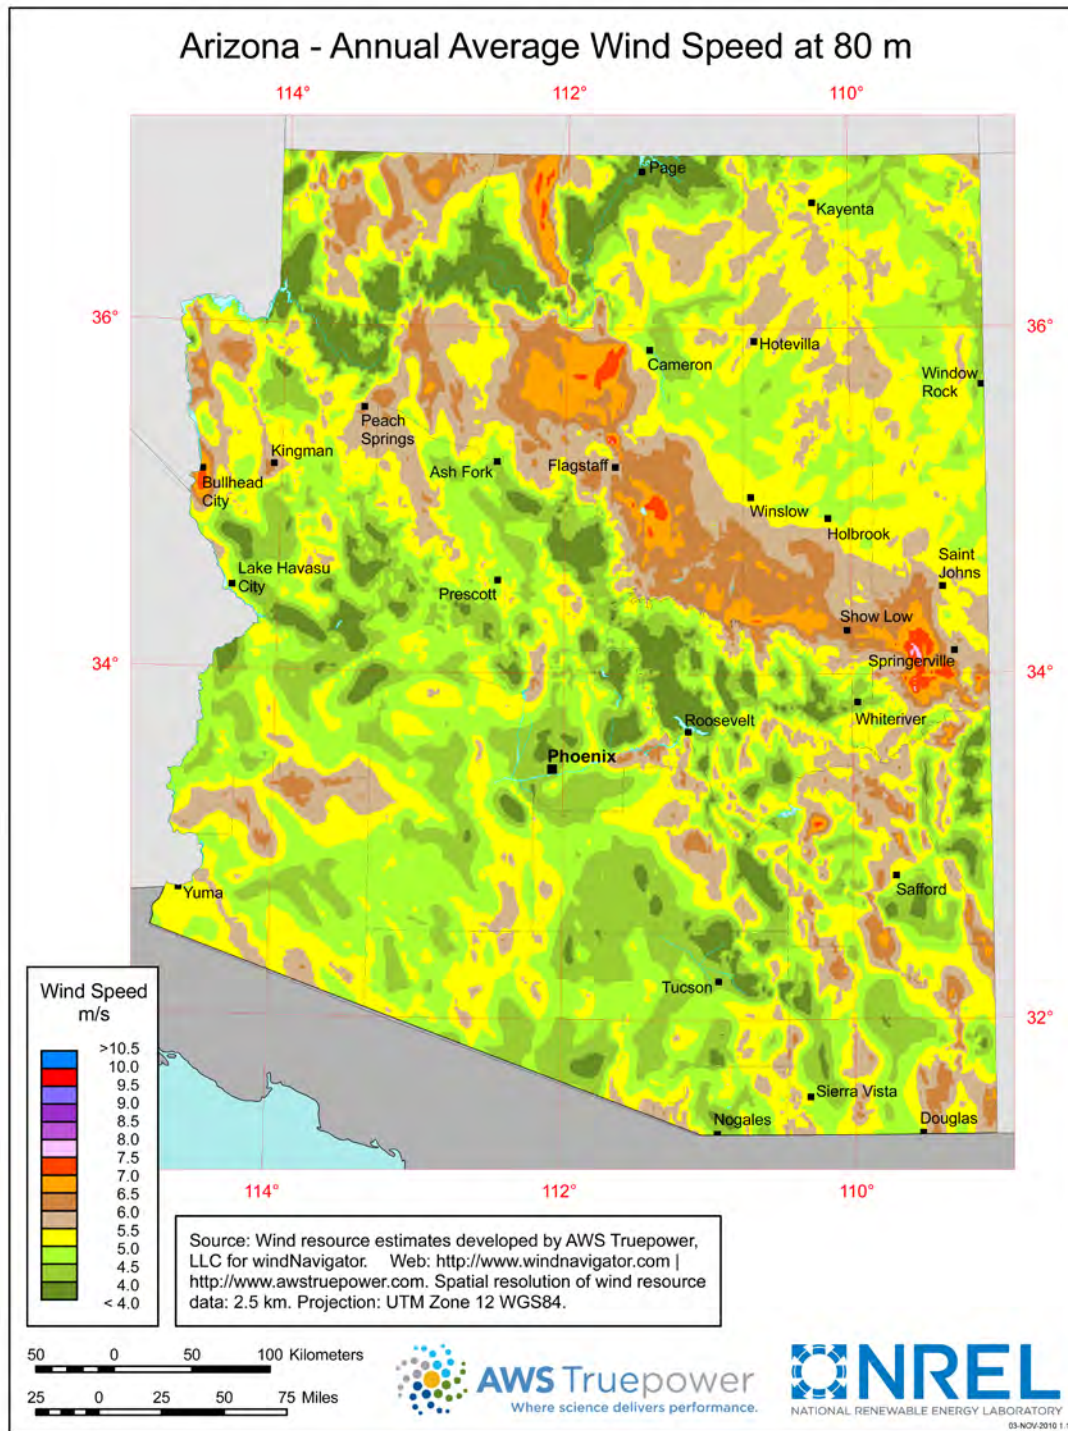 Arizona - Annual Average Wind Speed at 80 m
114°
112°
110°
Page
Kayenta
36°
36°
Hotevilla
Cameron
Window
Rock
Peach
Springs
Kingman
Ash Fork
Flagstaff
Bullhead
City
Winslow
Holbrook
Saint
Johns
Lake Havasu
City
Prescott
Show Low
34°
Springerville
34°
Whiteriver
Roosevelt
Phoenix
Safford
Yuma
Tucson
32°
Sierra Vista
Nogales
Douglas
114°
112°
110°
Wind Speed
m/s
>10.5
10.0
9.5
9.0
8.5
8.0
7.5
7.0
6.5
6.0
5.5
5.0
4.5
4.0
< 4.0
Source: Wind resource estimates developed by AWS Truepower,
LLC for windNavigator. Web: http://www.windnavigator.com |
http://www.awstruepower.com. Spatial resolution of wind resource
data: 2.5 km. Projection: UTM Zone 12 WGS84.
50 0 50 100 Kilometers
25 0 25 50 75 Miles
AWS Truepower
Where science delivers performance.
NREL
NATIONAL RENEWABLE ENERGY LABORATORY